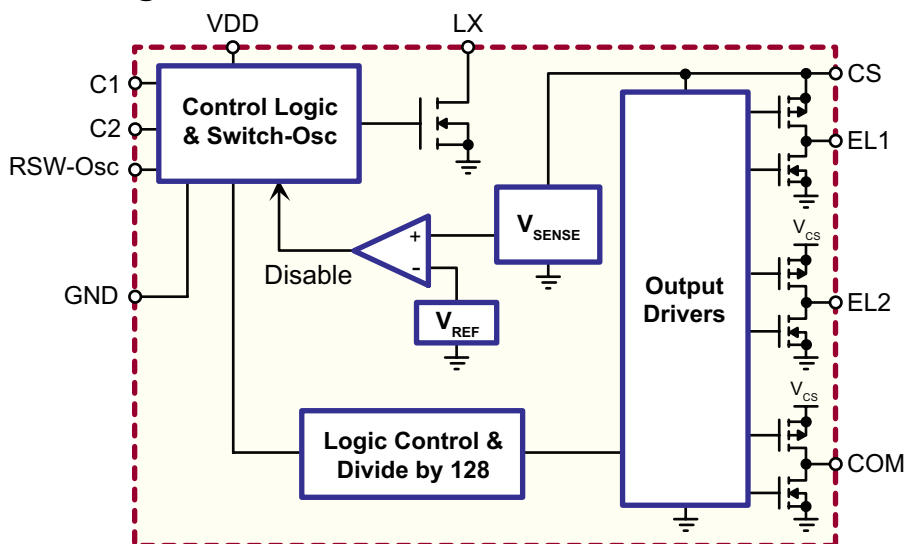 VDD
LX
C1
C2
RSW-Osc
GND
Control Logic
& Switch-Osc
Disable
+
-
VSENSE
VREF
Logic Control &
Divide by 128
Output
Drivers
CS
EL1
VCS
EL2
VCS
COM